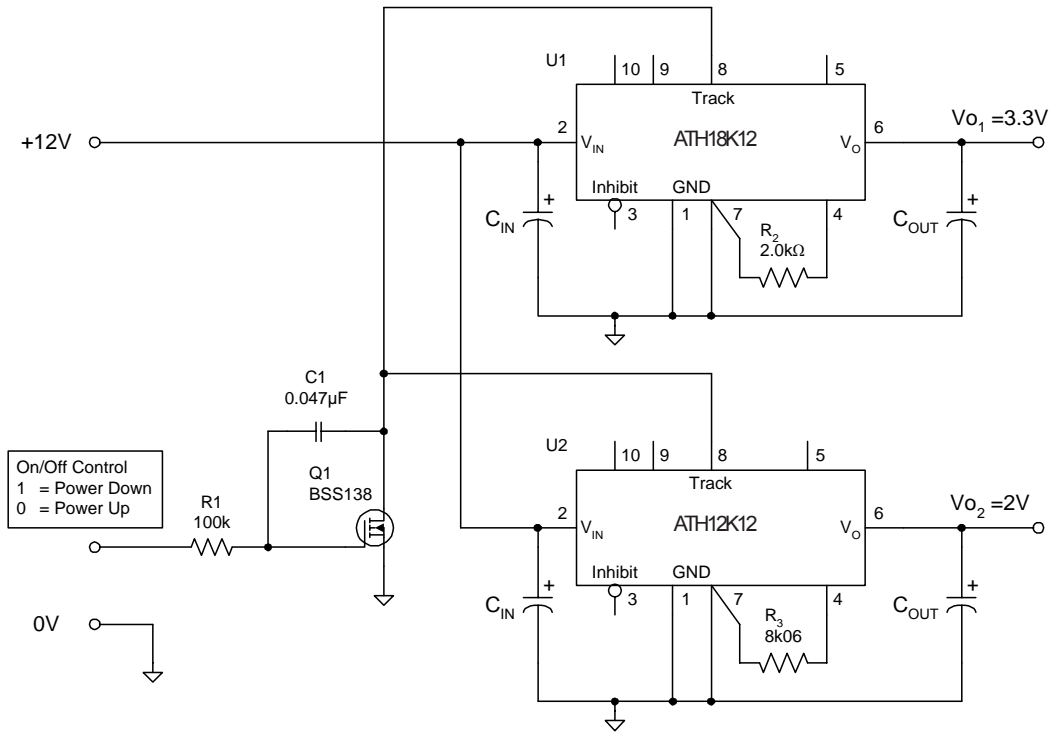 U1
10
9
8
5
Track
+12V
2
V_IN
ATH18K12
V_O
6
Vo_1 =3.3V
Inhibit
GND
3
1
7
4
C_IN
+
R_2
2.0kΩ
C_OUT
+
C1
0.047µF
On/Off Control
1 = Power Down
0 = Power Up
R1
100k
Q1
BSS138
0V
U2
10
9
8
5
Track
2
V_IN
ATH12K12
V_O
6
Vo_2 =2V
Inhibit
GND
3
1
7
4
C_IN
+
R_3
8k06
C_OUT
+